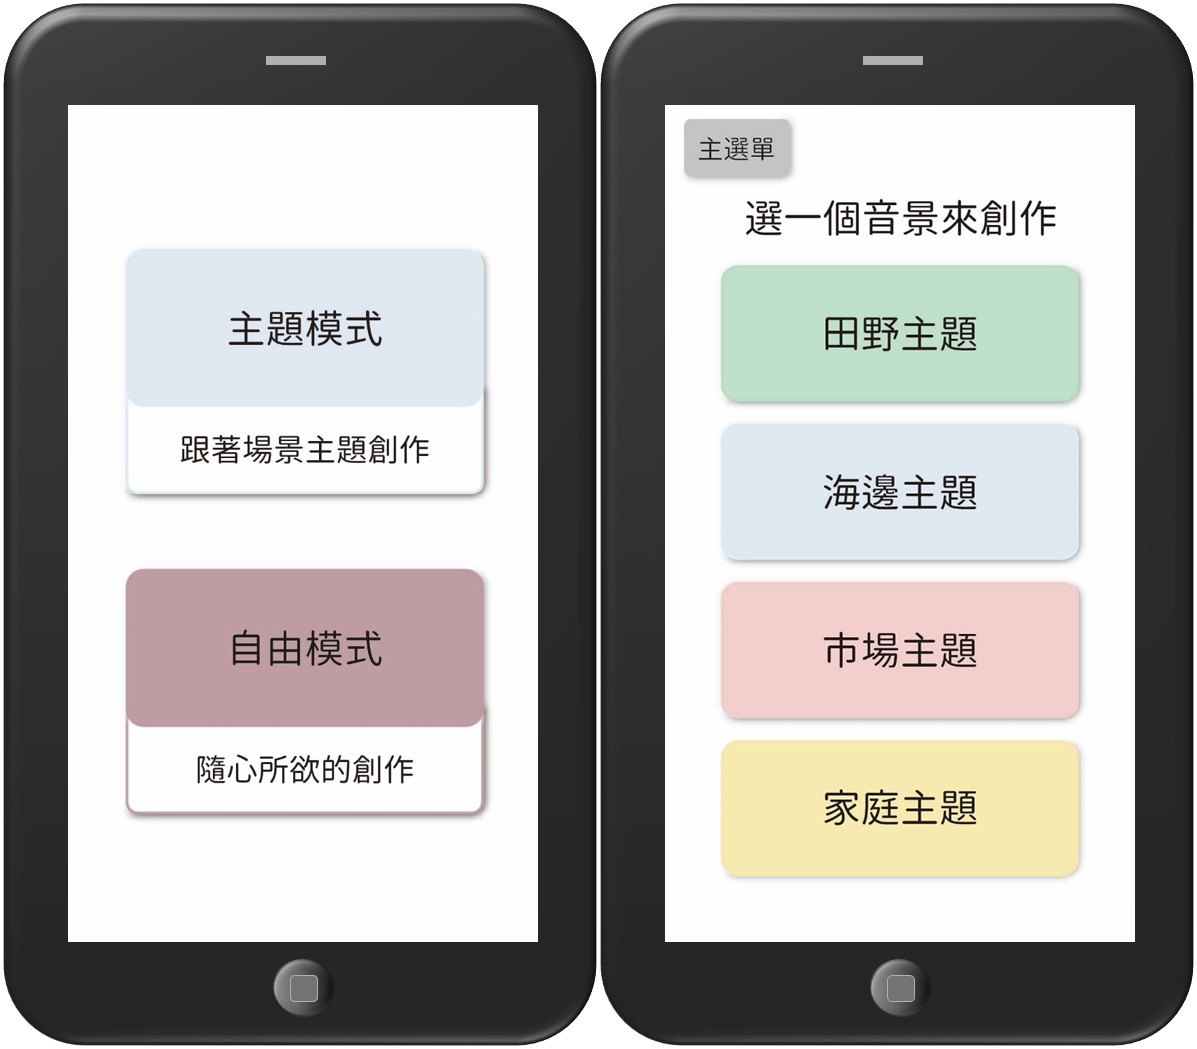 主題模式
跟著場景主題創作
自由模式
隨心所欲的創作
主選單
選一個音景來創作
田野主題
海邊主題
市場主題
家庭主題